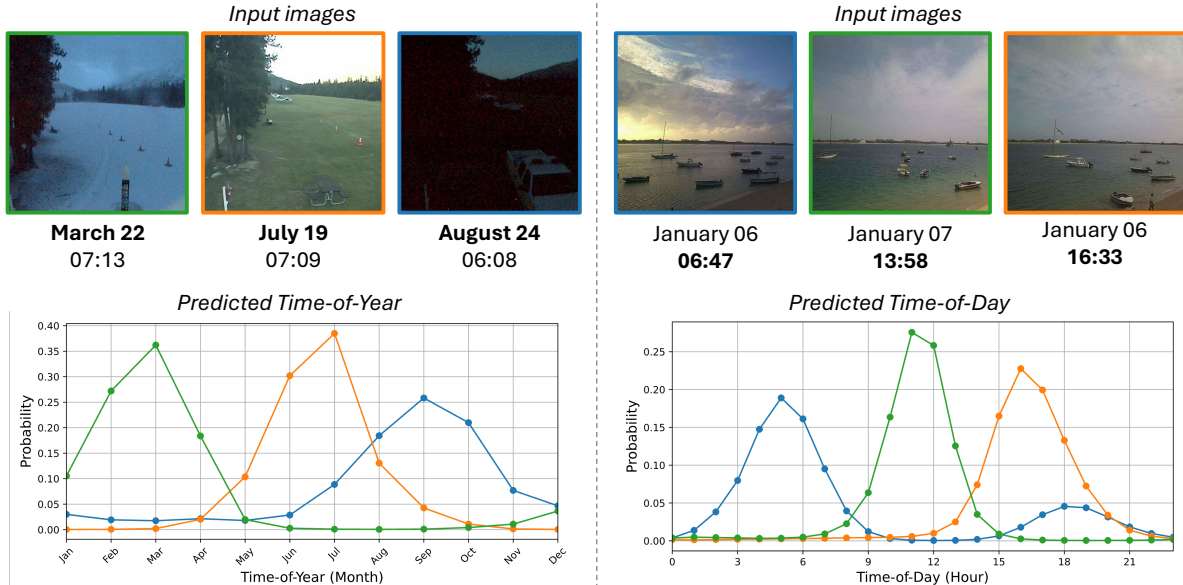 Input images
March 22
07:13
July 19
07:09
August 24
06:08
Predicted Time-of-Year
Probability
0.40
0.35
0.30
0.25
0.20
0.15
0.10
0.05
0.00
Jan
Feb
Mar
Apr
May
Jun
Jul
Aug
Sep
Oct
Nov
Dec
Time-of-Year (Month)
Input images
January 06
06:47
January 07
13:58
January 06
16:33
Predicted Time-of-Day
Probability
0.25
0.20
0.15
0.10
0.05
0.00
0
3
6
9
12
15
18
21
Time-of-Day (Hour)